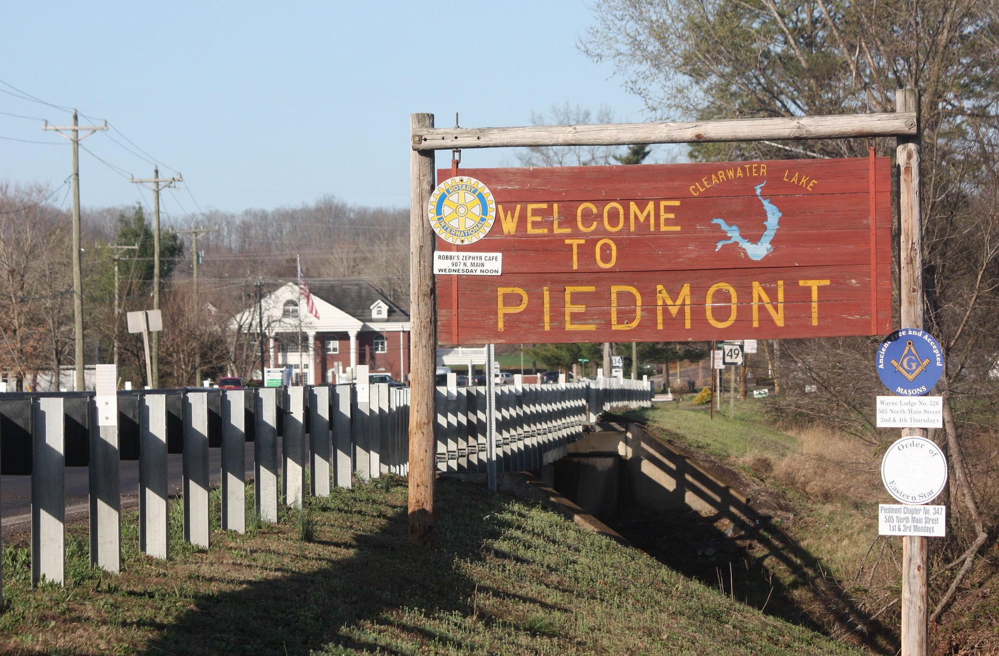 CLEARWATER LAKE
ROTARY
INTERNATIONAL
WELCOME
TO
PIEDMONT
ROBBI'S ZEPHYR CAFE
907 N. MAIN
WEDNESDAY NOON
34
49
Ancient Free and Accepted
G
MASONS
Wayne Lodge No. 526
505 North Main Street
2nd & 4th Thursdays
Order of
Eastern Star
Piedmont Chapter No. 347
505 North Main Street
1st & 3rd Mondays